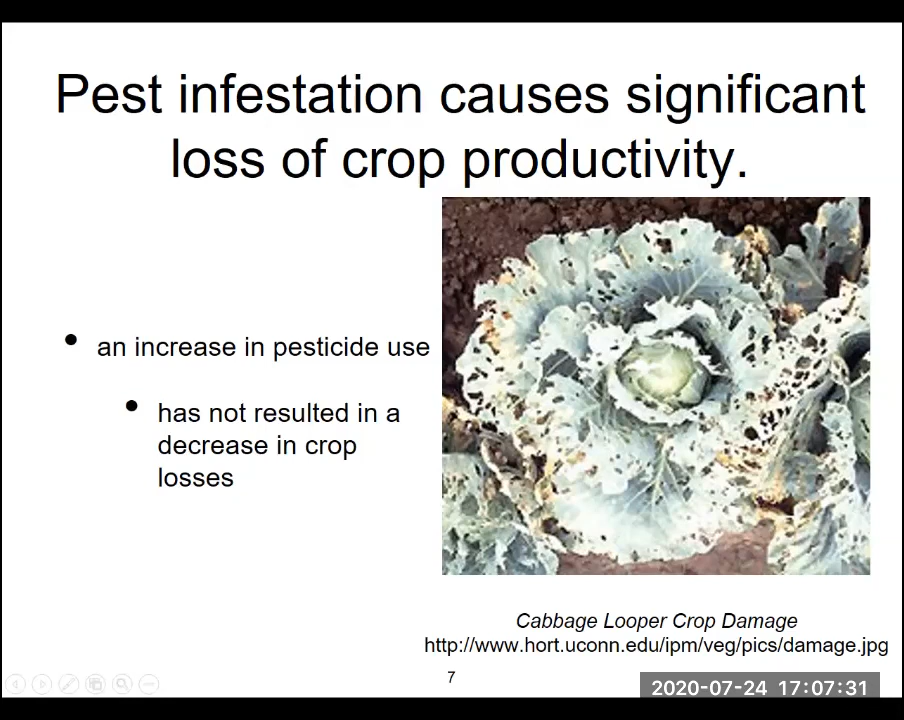 Pest infestation causes significant
loss of crop productivity.
• an increase in pesticide use
• has not resulted in a
decrease in crop
losses
Cabbage Looper Crop Damage
http://www.hort.uconn.edu/ipm/veg/pics/damage.jpg
7
2020-07-24 17:07:31